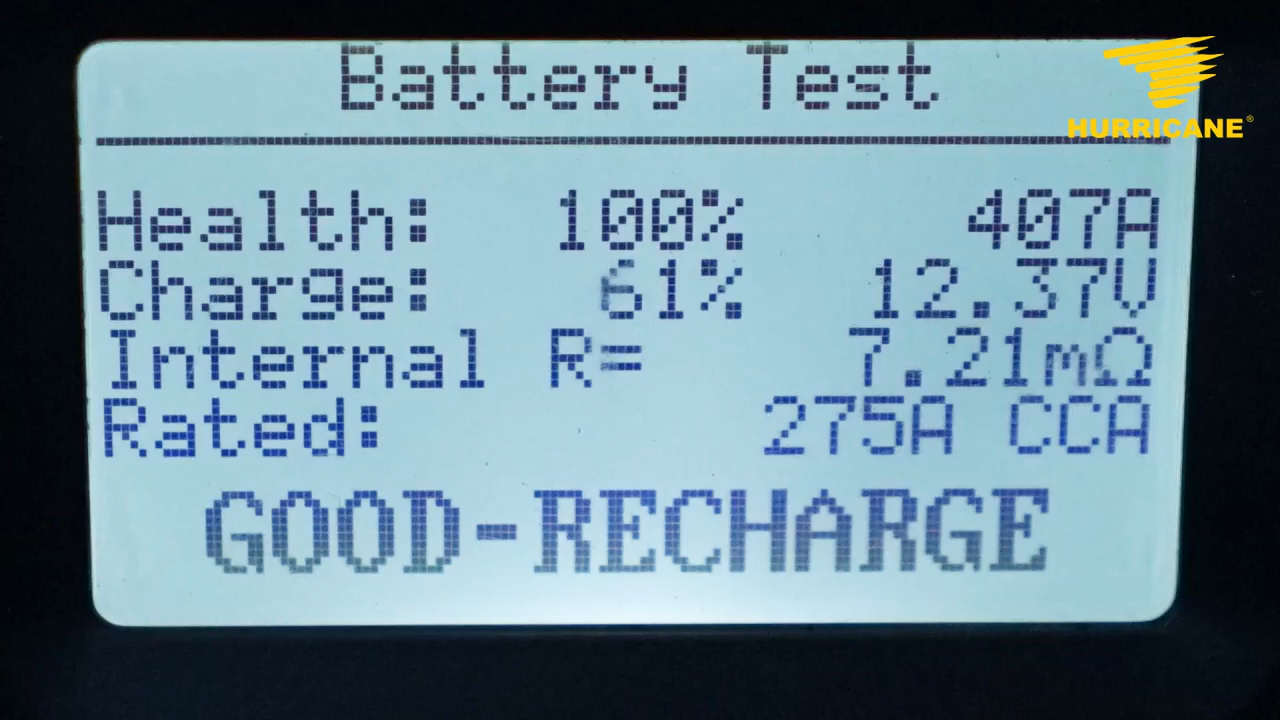 Battery Test
HURRICANE®
Health: 100% 407A
Charge: 61% 12.37V
Internal R= 7.21mΩ
Rated: 275A CCA
GOOD-RECHARGE